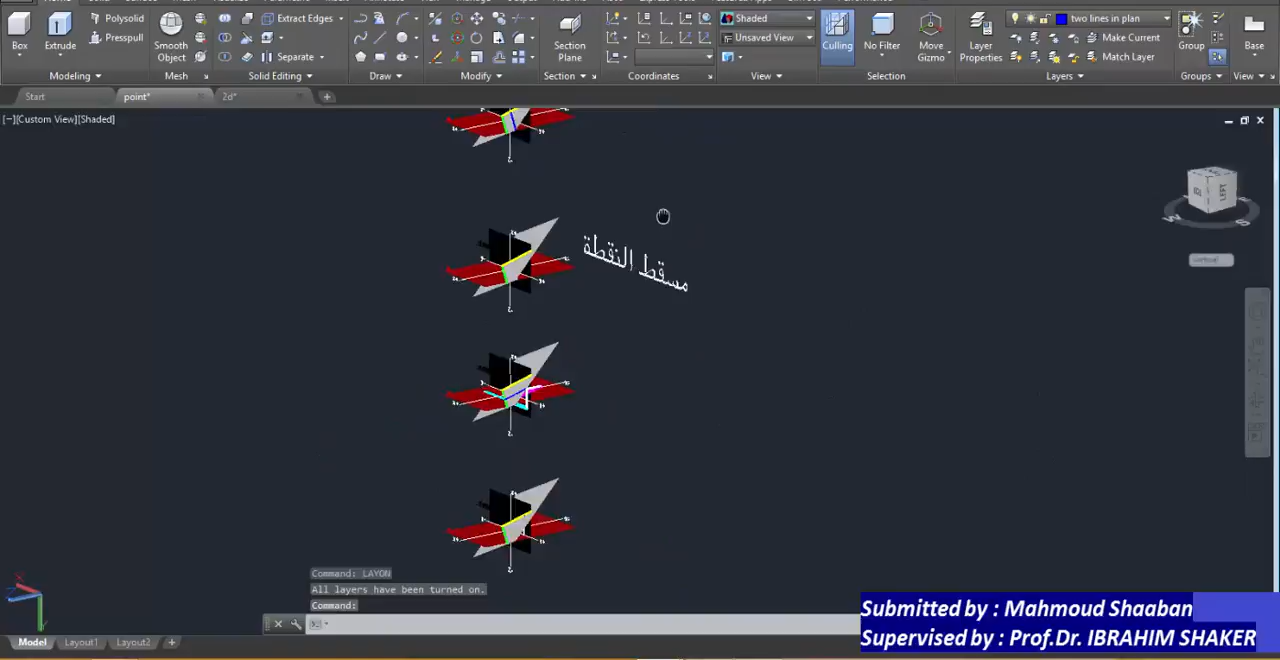 Box
Extrude
Polysolid
Presspull
Smooth
Object
Extract Edges
Separate
Section
Plane
Shaded
Unsaved View
Culling
No Filter
Move
Gizmo
Layer
Properties
two lines in plan
Make Current
Match Layer
Group
Base
Modeling
Mesh
Solid Editing
Draw
Modify
Section
Coordinates
View
Selection
Layers
Groups
View
Start
point*
2d*
[−][Custom View][Shaded]
LEFT
W
S
مسقط النقطة
Command: LAYON
All layers have been turned on.
Command:
Model
Layout1
Layout2
Submitted by : Mahmoud Shaaban
Supervised by : Prof.Dr. IBRAHIM SHAKER